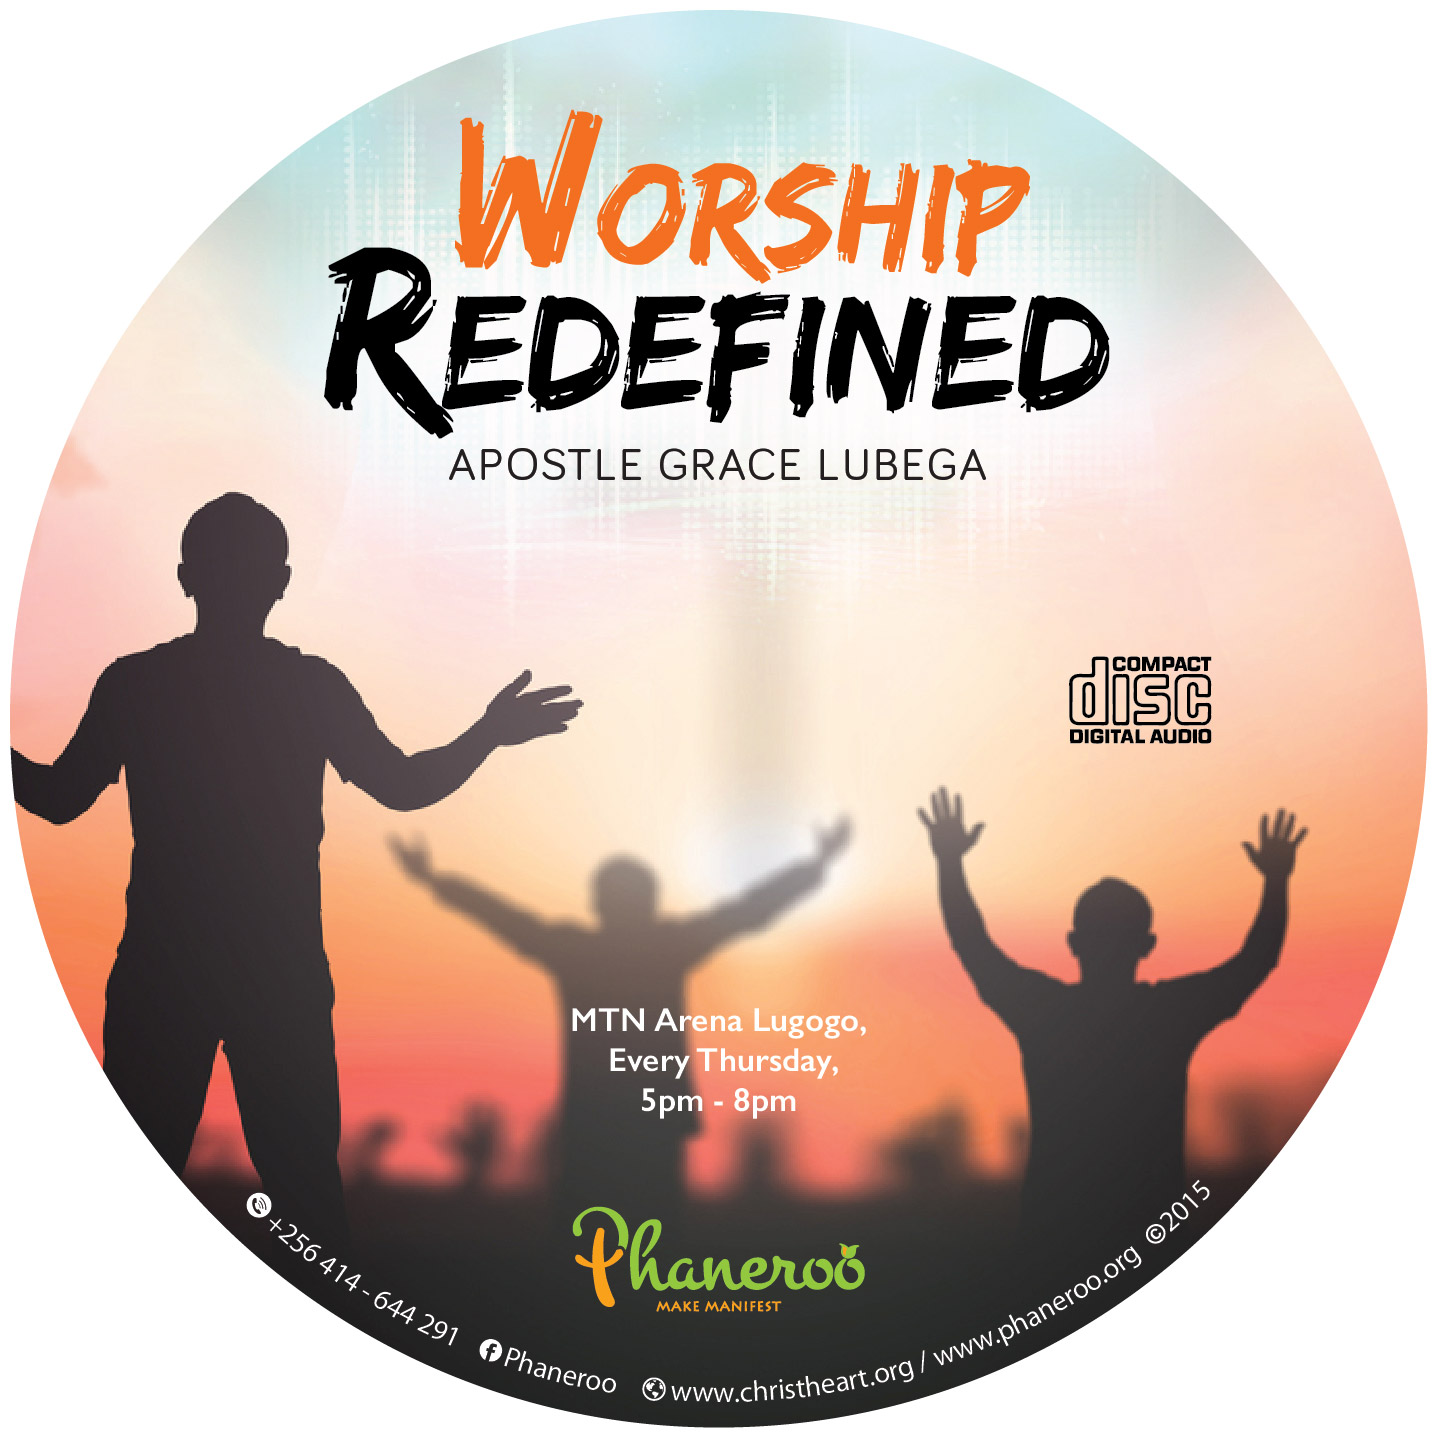 WORSHIP
REDEFINED
APOSTLE GRACE LUBEGA
COMPACT
disc
DIGITAL AUDIO
MTN Arena Lugogo,
Every Thursday,
5pm - 8pm
Phaneroo
MAKE MANIFEST
+256 414 - 644 291 Phaneroo www.christheart.org / www.phaneroo.org ©2015